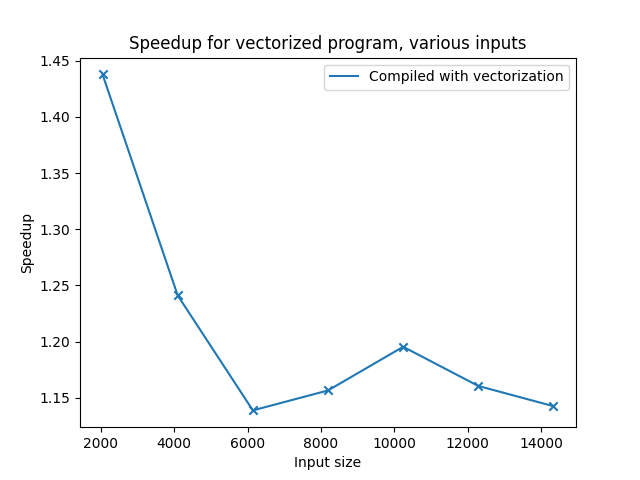 Speedup for vectorized program, various inputs
Compiled with vectorization
1.45
1.40
1.35
1.30
1.25
1.20
1.15
Speedup
2000 4000 6000 8000 10000 12000 14000
Input size